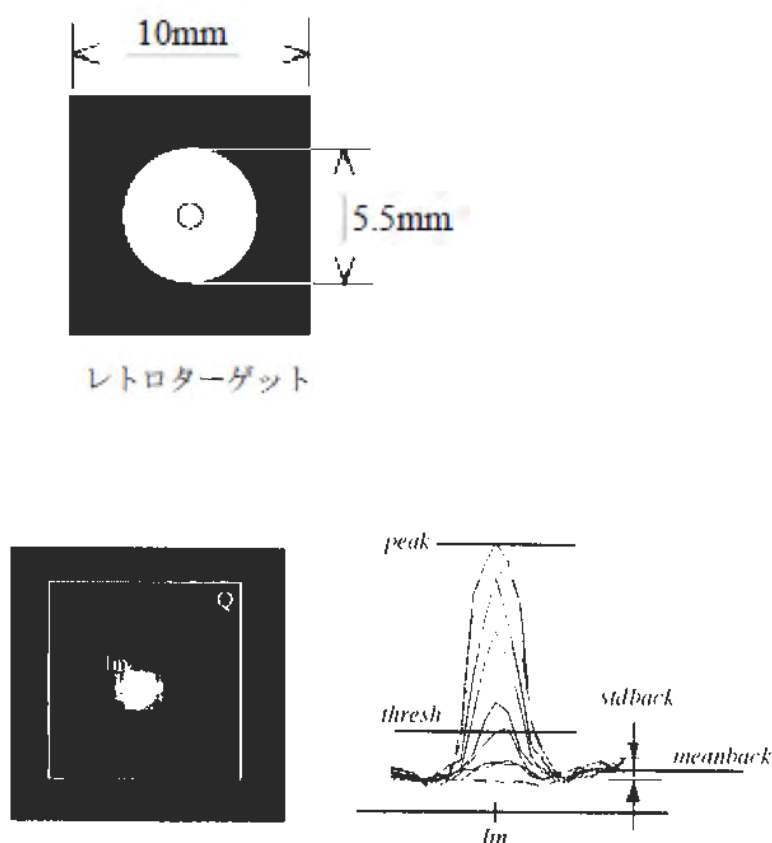 10mm
5.5mm
レトロターゲット
Q
Im
peak
thresh
stdback
meanback
Im